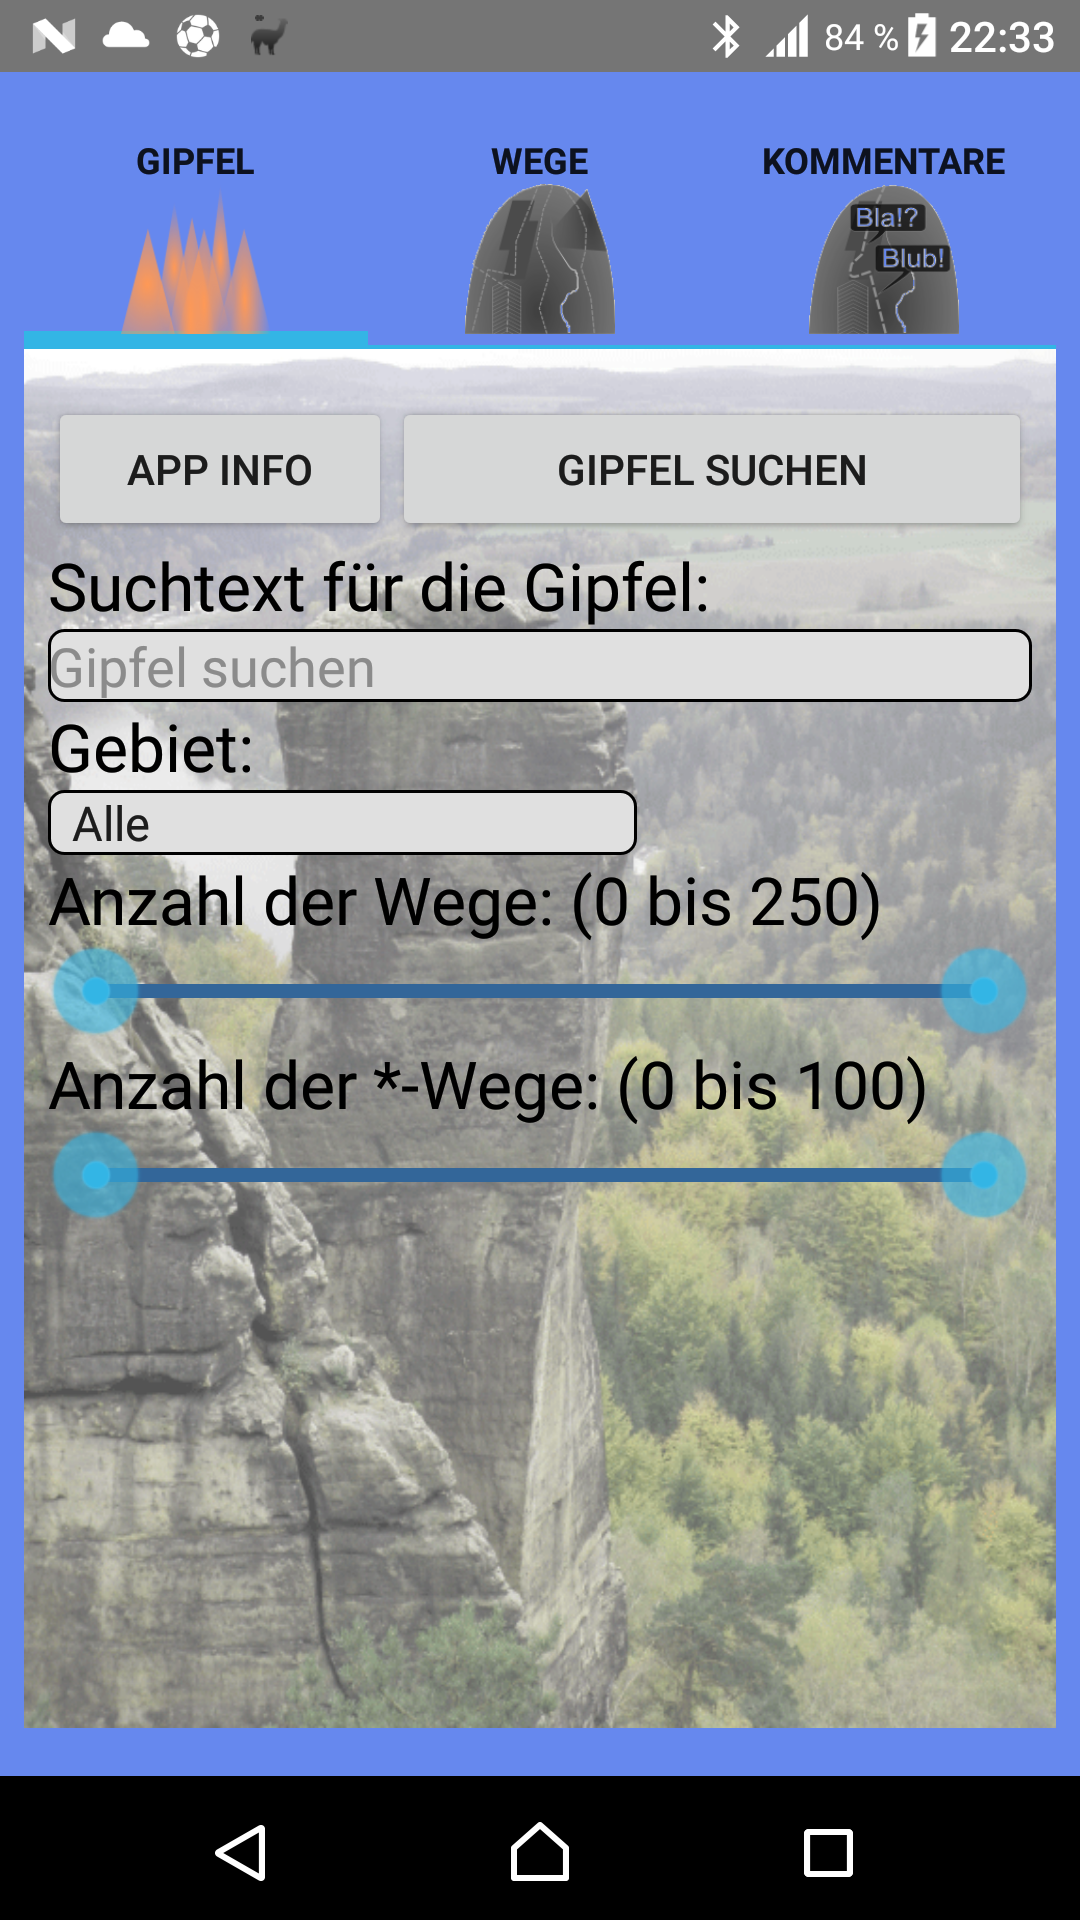 84 % 22:33
GIPFEL WEGE KOMMENTARE
Bla!?
Blub!
APP INFO GIPFEL SUCHEN
Suchtext für die Gipfel:
Gipfel suchen
Gebiet:
Alle
Anzahl der Wege: (0 bis 250)
Anzahl der *-Wege: (0 bis 100)